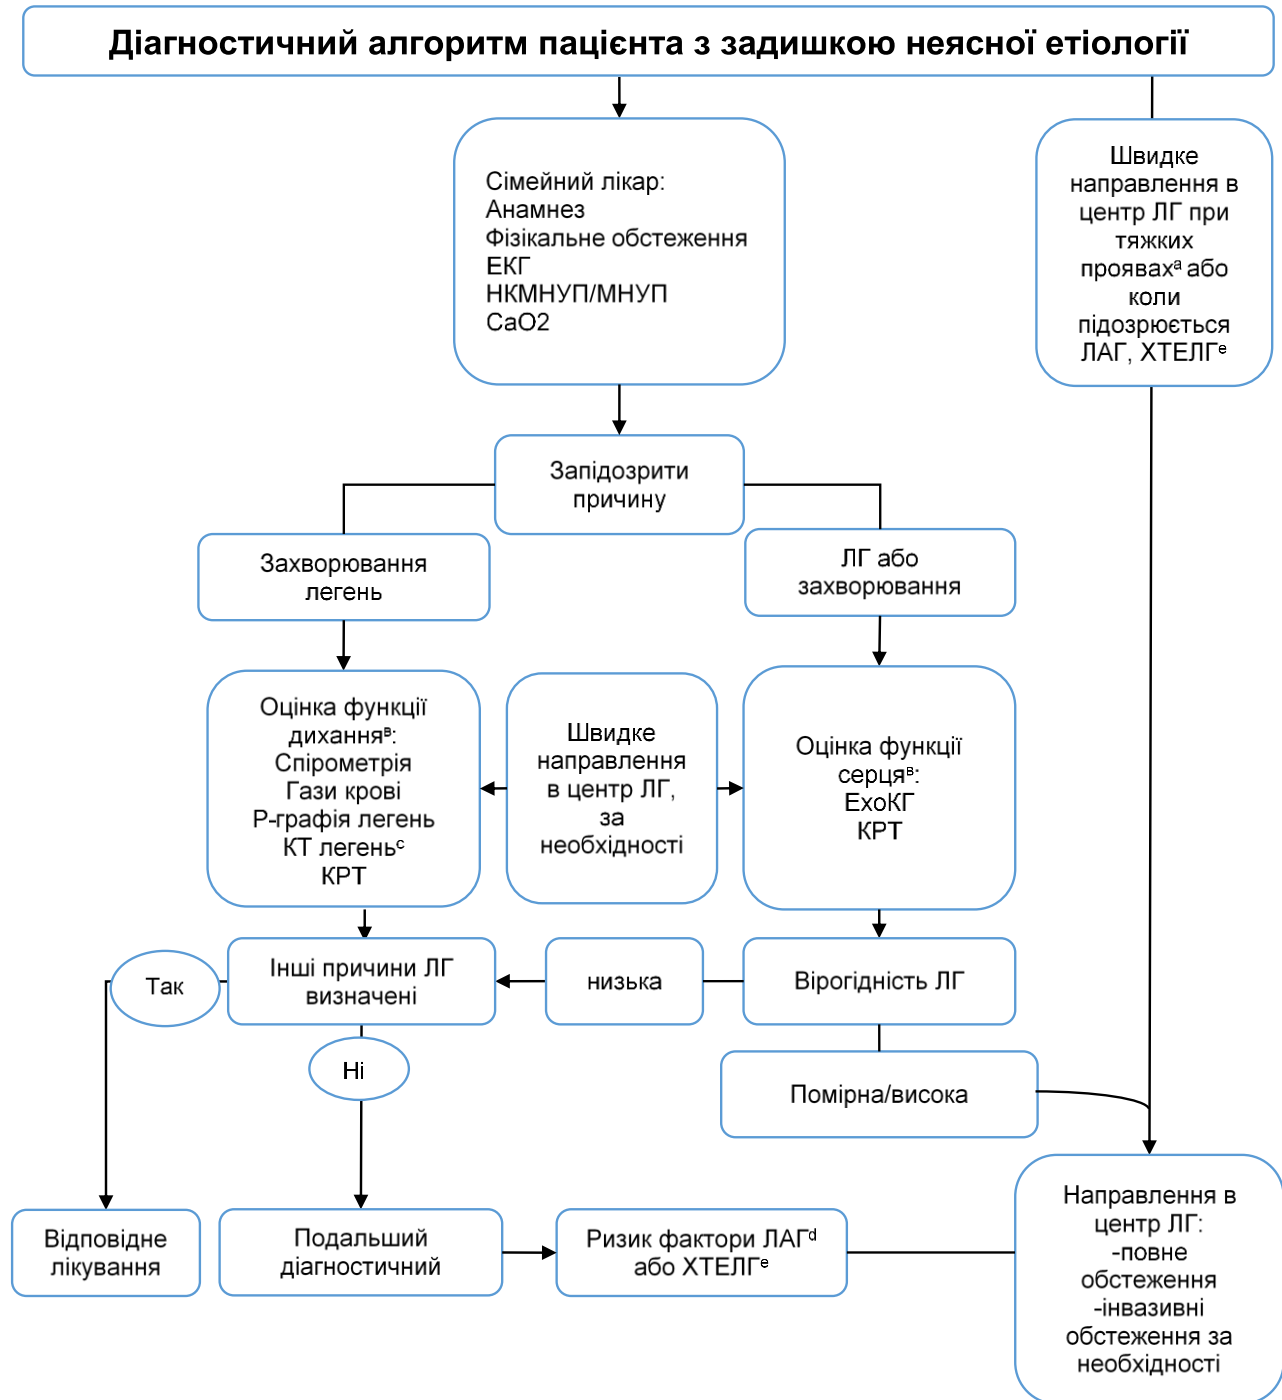 Діагностичний алгоритм пацієнта з задишкою неясної етіології
Сімейний лікар:
Анамнез
Фізікальне обстеження
ЕКГ
НКМНУП/МНУП
СаО2
Швидке
направлення в
центр ЛГ при
тяжких
проявахª або
коли
підозрюється
ЛАГ, ХТЕЛГᵉ
Запідозрити
причину
Захворювання
легень
ЛГ або
захворювання
Оцінка функції
диханняᴮ:
Спірометрія
Гази крові
Р-графія легень
КТ легеньᶜ
КРТ
Швидке
направлення
в центр ЛГ,
за
необхідності
Оцінка функції
серцяᴮ:
ЕхоКГ
КРТ
Так
Інші причини ЛГ
визначені
низька
Вірогідність ЛГ
Ні
Помірна/висока
Відповідне
лікування
Подальший
діагностичний
Ризик фактори ЛАГᵈ
або ХТЕЛГᵉ
Направлення в
центр ЛГ:
-повне
обстеження
-інвазивні
обстеження за
необхідності